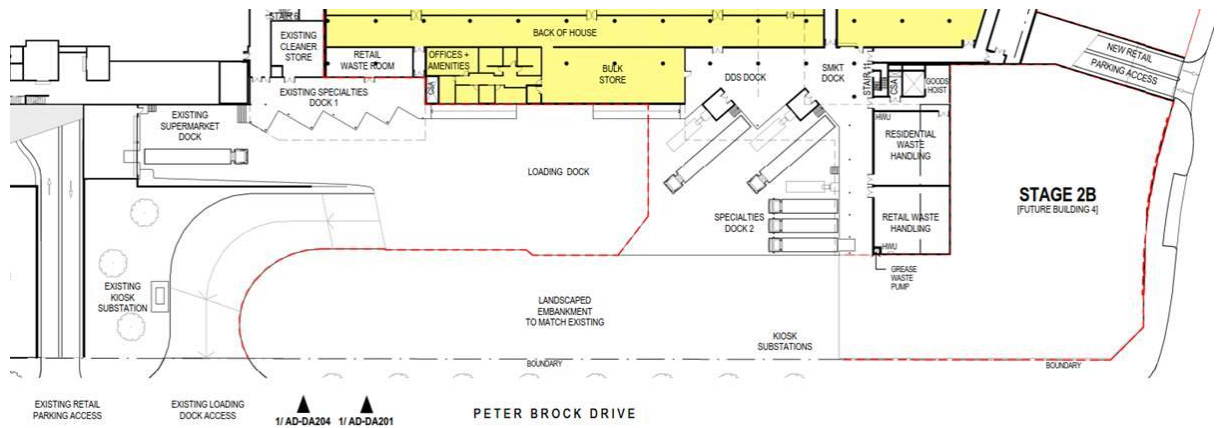 STAIR 6
EXISTING
CLEANER
STORE
RETAIL
WASTE ROOM
BACK OF HOUSE
OFFICES +
AMENITIES
BULK
STORE
CSA
DDS DOCK
SMKT
DOCK
STAIR 11
CSA
GOODS
HOIST
NEW RETAIL
PARKING ACCESS
EXISTING SPECIALTIES
DOCK 1
EXISTING
SUPERMARKET
DOCK
LOADING DOCK
HWU
RESIDENTIAL
WASTE
HANDLING
STAGE 2B
[FUTURE BUILDING 4]
SPECIALTIES
DOCK 2
RETAIL WASTE
HANDLING
HWU
GREASE
WASTE
PUMP
EXISTING
KIOSK
SUBSTATION
LANDSCAPED
EMBANKMENT
TO MATCH EXISTING
KIOSK
SUBSTATIONS
BOUNDARY
BOUNDARY
EXISTING RETAIL
PARKING ACCESS
EXISTING LOADING
DOCK ACCESS
1/ AD-DA204
1/ AD-DA201
PETER BROCK DRIVE